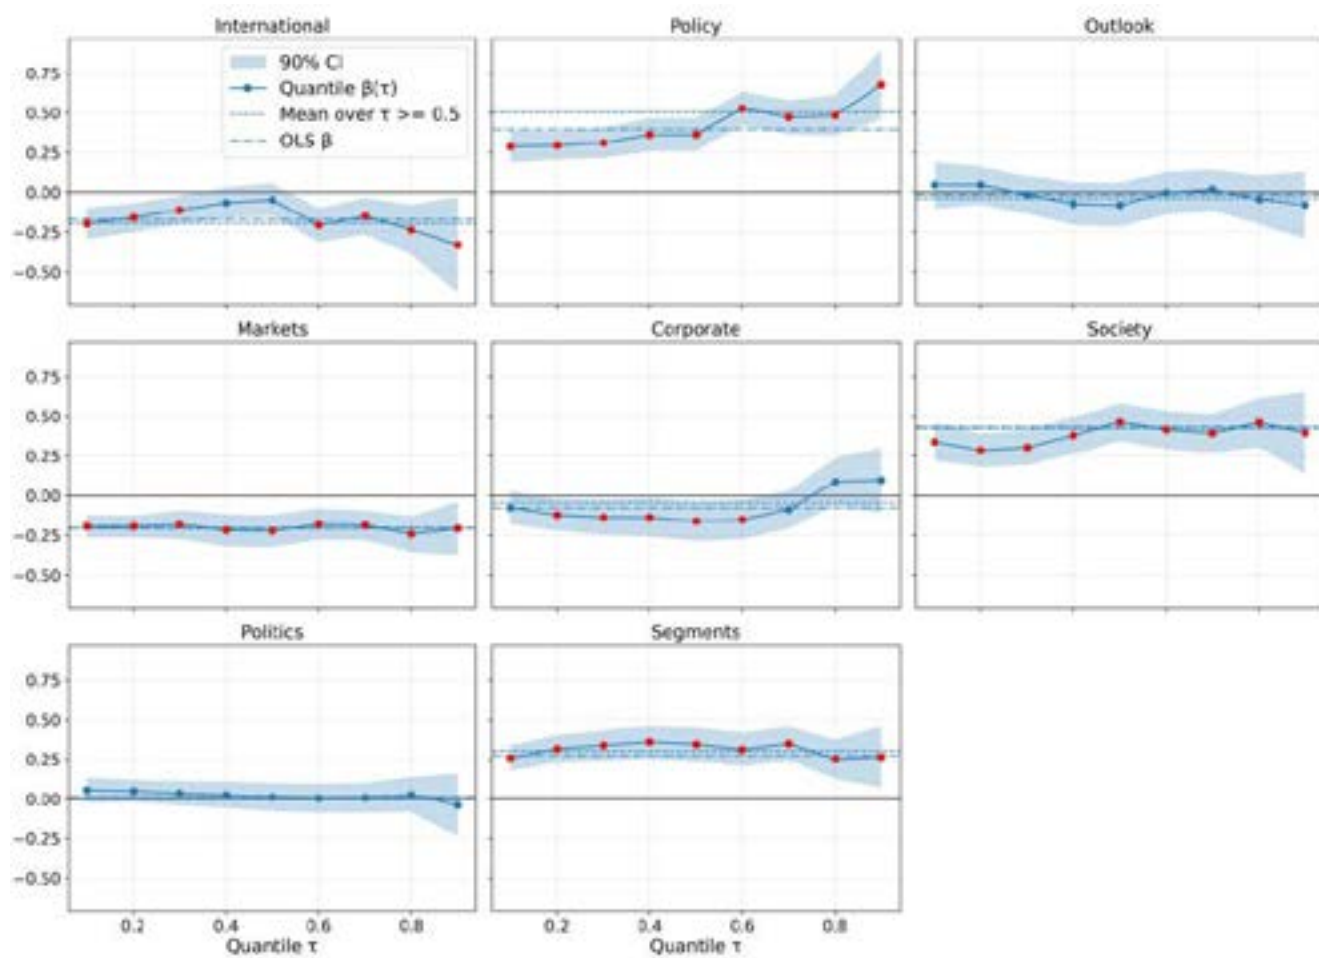 International
Policy
Outlook
90% CI
Quantile β(τ)
Mean over τ >= 0.5
OLS β
0.75
0.50
0.25
0.00
−0.25
−0.50
Markets
Corporate
Society
0.75
0.50
0.25
0.00
−0.25
−0.50
Politics
Segments
0.75
0.50
0.25
0.00
−0.25
−0.50
0.2 0.4 0.6 0.8
0.2 0.4 0.6 0.8
Quantile τ
Quantile τ